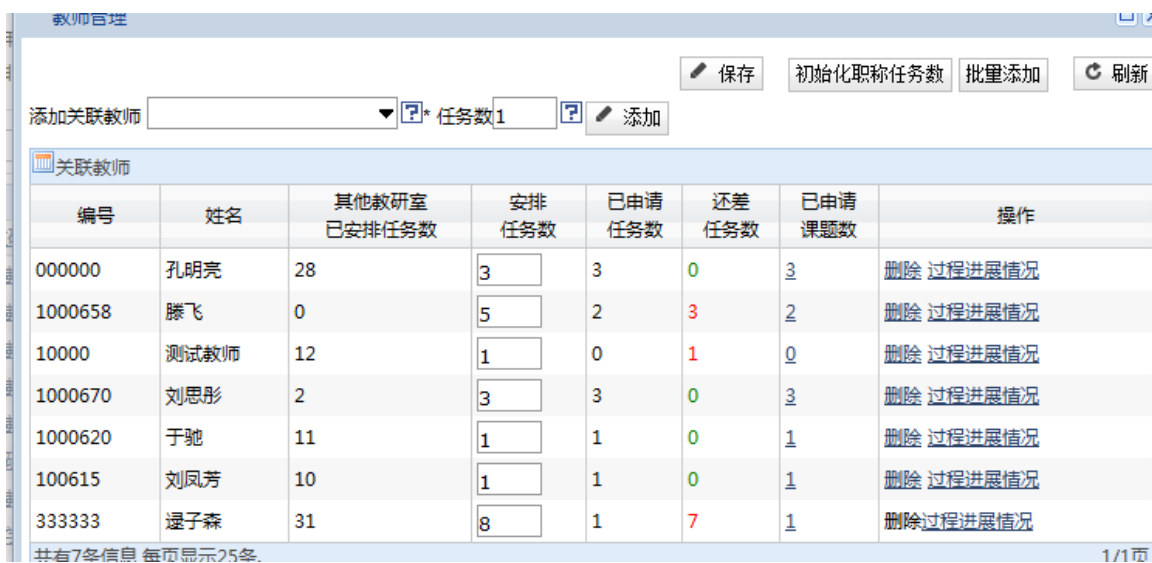 教师管理
保存 初始化职称任务数 批量添加 刷新
添加关联教师 * 任务数 1 添加
关联教师
编号 姓名 其他教研室 已安排任务数 安排 任务数 已申请 任务数 还差 任务数 已申请 课题数 操作
000000 孔明亮 28 3 3 0 3 删除 过程进展情况
1000658 滕飞 0 5 2 3 2 删除 过程进展情况
10000 测试教师 12 1 0 1 0 删除 过程进展情况
1000670 刘思彤 2 3 3 0 3 删除 过程进展情况
1000620 于驰 11 1 1 0 1 删除 过程进展情况
100615 刘凤芳 10 1 1 0 1 删除 过程进展情况
333333 逯子森 31 8 1 7 1 删除过程进展情况
共有7条信息 每页显示25条. 1/1页